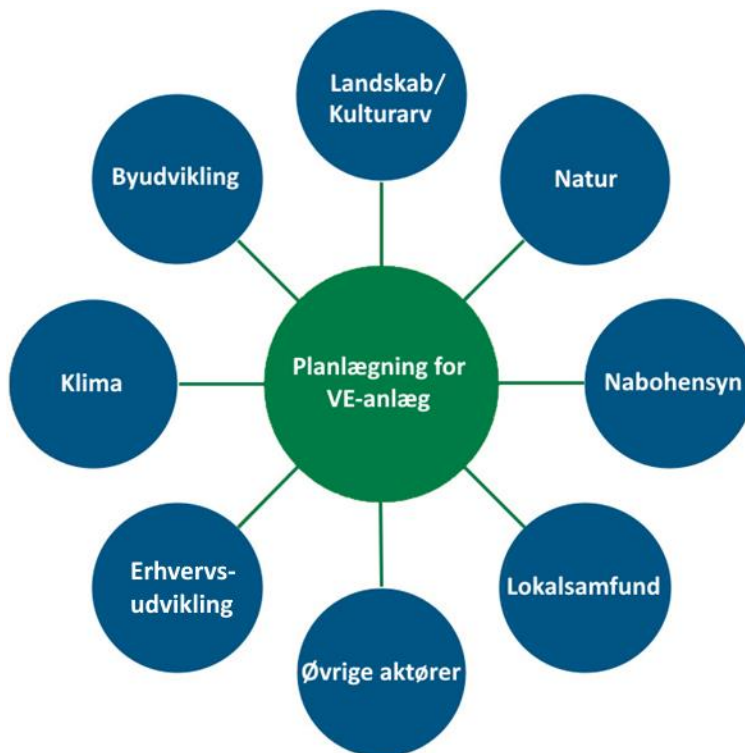 Landskab/
Kulturarv
Natur
Nabohensyn
Lokalsamfund
Øvrige aktører
Erhvervs-
udvikling
Klima
Byudvikling
Planlægning for
VE-anlæg